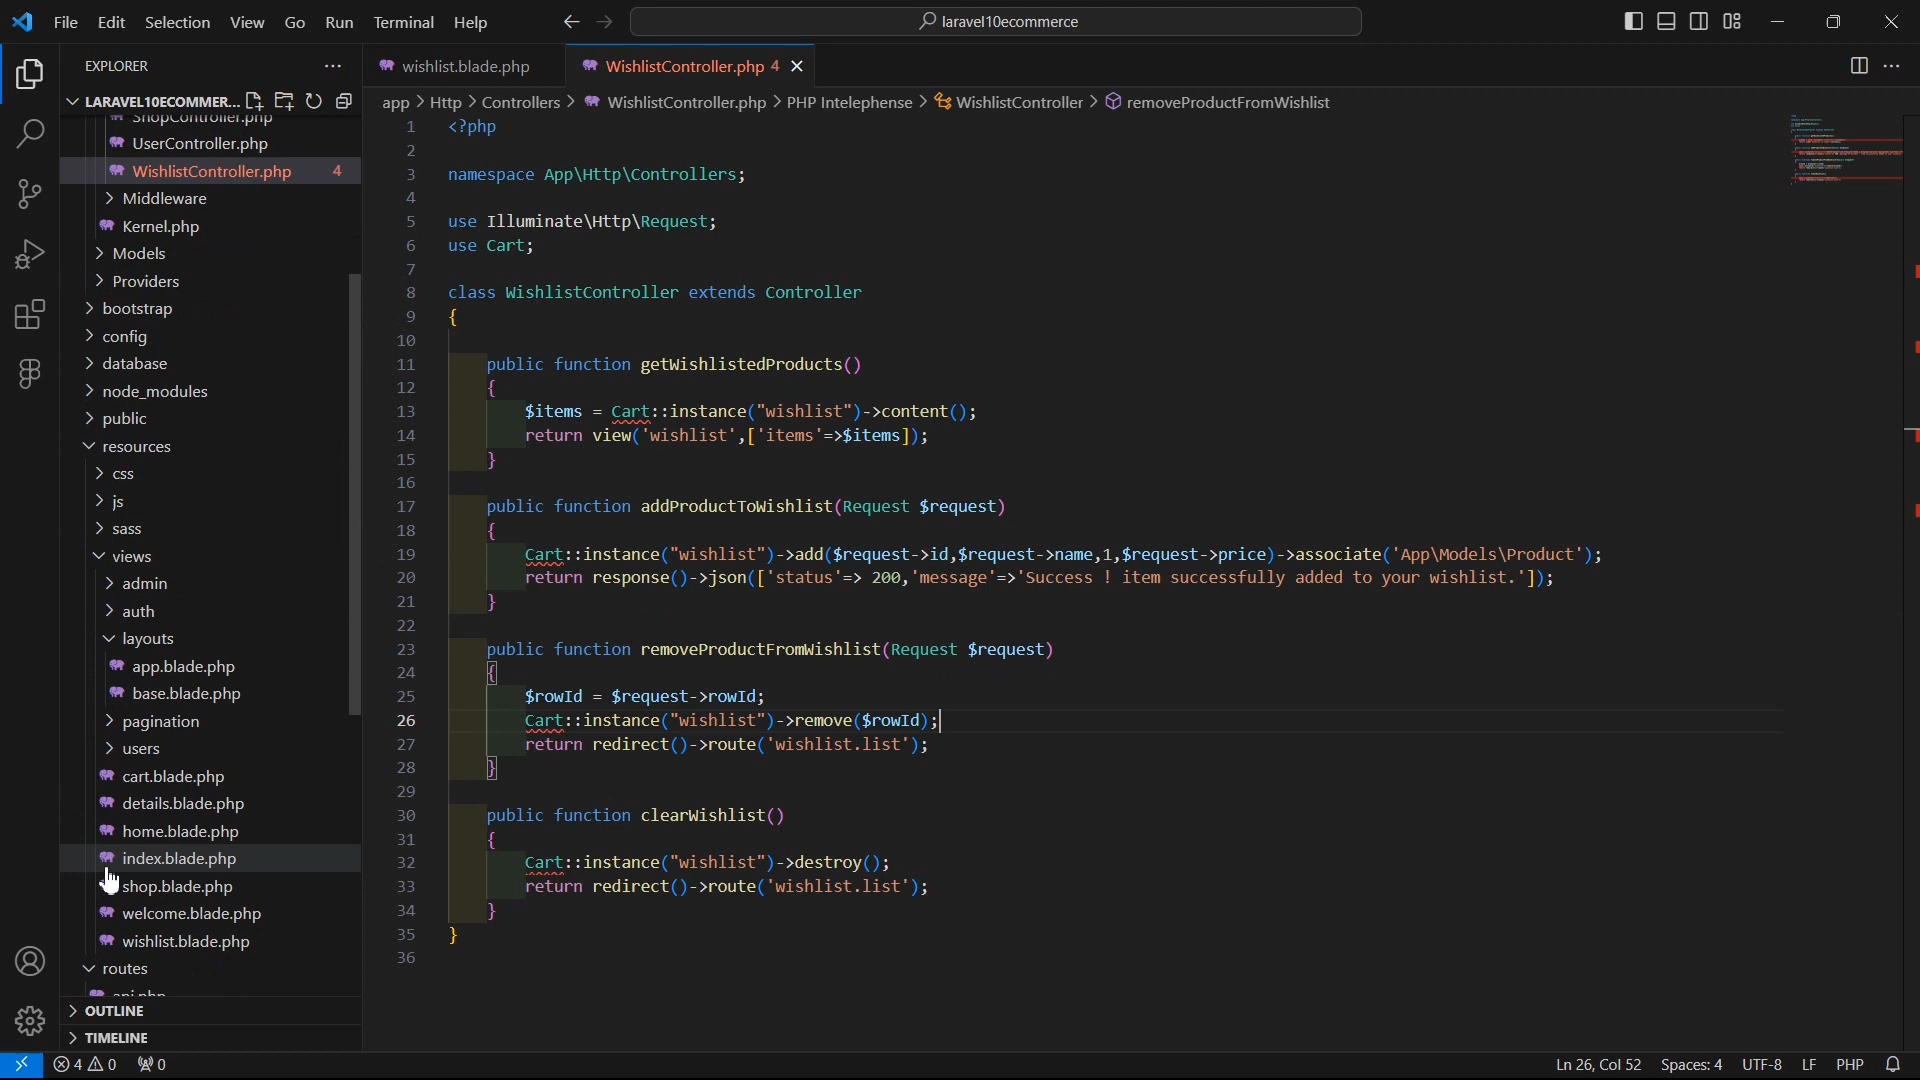 File Edit Selection View Go Run Terminal Help
laravel10ecommerce
EXPLORER
LARAVEL10ECOMMER...
ShopController.php
UserController.php
WishlistController.php 4
Middleware
Kernel.php
Models
Providers
bootstrap
config
database
node_modules
public
resources
css
js
sass
views
admin
auth
layouts
app.blade.php
base.blade.php
pagination
users
cart.blade.php
details.blade.php
home.blade.php
index.blade.php
shop.blade.php
welcome.blade.php
wishlist.blade.php
routes
api.php
OUTLINE
TIMELINE
wishlist.blade.php
WishlistController.php 4
app > Http > Controllers > WishlistController.php > PHP Intelephense > WishlistController > removeProductFromWishlist
1 <?php
2
3 namespace App\Http\Controllers;
4
5 use Illuminate\Http\Request;
6 use Cart;
7
8 class WishlistController extends Controller
9 {
10
11 public function getWishlistedProducts()
12 {
13 $items = Cart::instance("wishlist")->content();
14 return view('wishlist',['items'=>$items]);
15 }
16
17 public function addProductToWishlist(Request $request)
18 {
19 Cart::instance("wishlist")->add($request->id,$request->name,1,$request->price)->associate('App\Models\Product');
20 return response()->json(['status'=> 200,'message'=>'Success ! item successfully added to your wishlist.']);
21 }
22
23 public function removeProductFromWishlist(Request $request)
24 {
25 $rowId = $request->rowId;
26 Cart::instance("wishlist")->remove($rowId);
27 return redirect()->route('wishlist.list');
28 }
29
30 public function clearWishlist()
31 {
32 Cart::instance("wishlist")->destroy();
33 return redirect()->route('wishlist.list');
34 }
35 }
36
4 0 0
Ln 26, Col 52 Spaces: 4 UTF-8 LF PHP